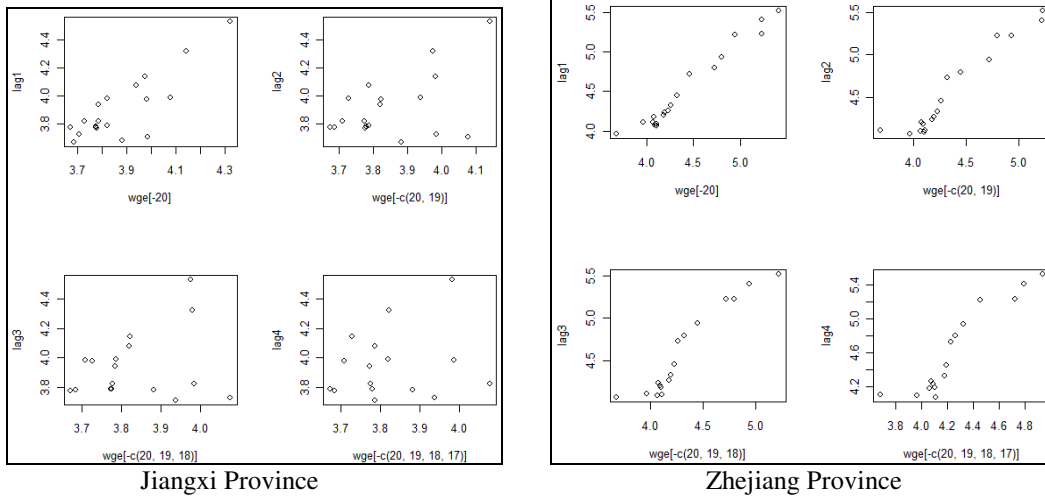 lag1
3.8 4.0 4.2 4.4
3.7 3.9 4.1 4.3
wge[-20]
lag2
3.8 4.0 4.2 4.4
3.7 3.8 3.9 4.0 4.1
wge[-c(20, 19)]
lag3
3.8 4.0 4.2 4.4
3.7 3.8 3.9 4.0
wge[-c(20, 19, 18)]
lag4
3.8 4.0 4.2 4.4
3.7 3.8 3.9 4.0
wge[-c(20, 19, 18, 17)]
Jiangxi Province
lag1
4.0 4.5 5.0 5.5
4.0 4.5 5.0
wge[-20]
lag2
4.0 4.5 5.0 5.5
4.0 4.5 5.0
wge[-c(20, 19)]
lag3
4.5 5.0 5.5
4.0 4.5 5.0
wge[-c(20, 19, 18)]
lag4
4.2 4.6 5.0 5.4
3.8 4.0 4.2 4.4 4.6 4.8
wge[-c(20, 19, 18, 17)]
Zhejiang Province